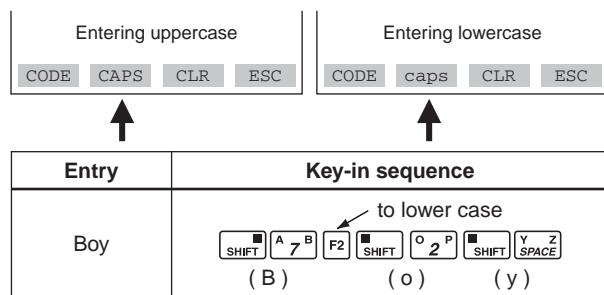 Entering uppercase
CODE CAPS CLR ESC
Entering lowercase
CODE caps CLR ESC
Entry Key-in sequence
to lower case
Boy
SHIFT A 7 B F2 SHIFT O 2 P SHIFT Y Z SPACE
( B ) ( o ) ( y )